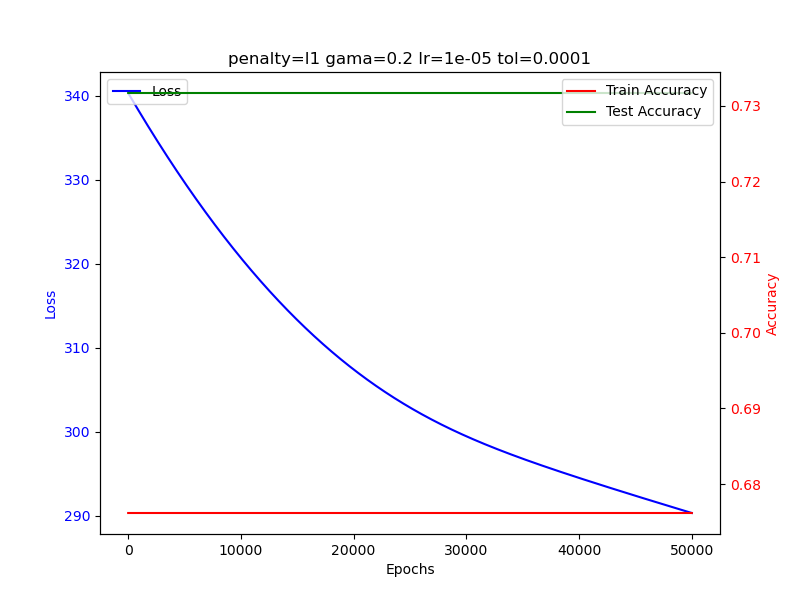 penalty=l1 gama=0.2 lr=1e-05 tol=0.0001
Loss
Train Accuracy
Test Accuracy
340
330
320
310
300
290
Loss
0.73
0.72
0.71
0.70
0.69
0.68
Accuracy
0
10000
20000
30000
40000
50000
Epochs